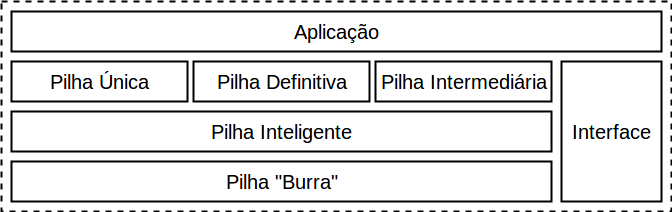 Aplicação
Pilha Única
Pilha Definitiva
Pilha Intermediária
Interface
Pilha Inteligente
Pilha "Burra"